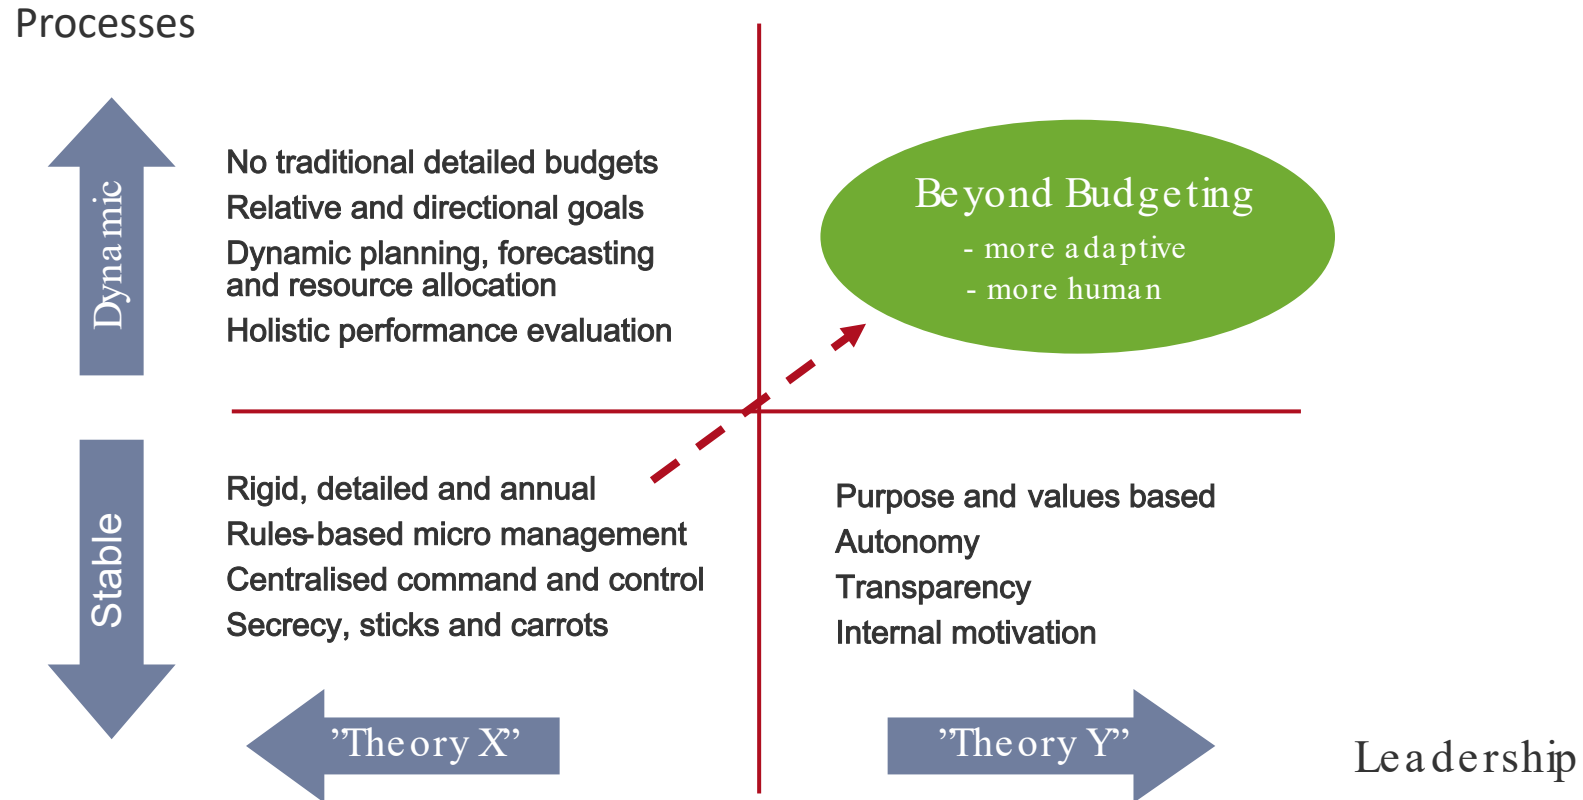 Processes
Dynamic
No traditional detailed budgets
Relative and directional goals
Dynamic planning, forecasting
and resource allocation
Holistic performance evaluation
Beyond Budgeting
- more adaptive
- more human
Stable
Rigid, detailed and annual
Rules-based micro management
Centralised command and control
Secrecy, sticks and carrots
Purpose and values based
Autonomy
Transparency
Internal motivation
”Theory X”
”Theory Y”
Leadership